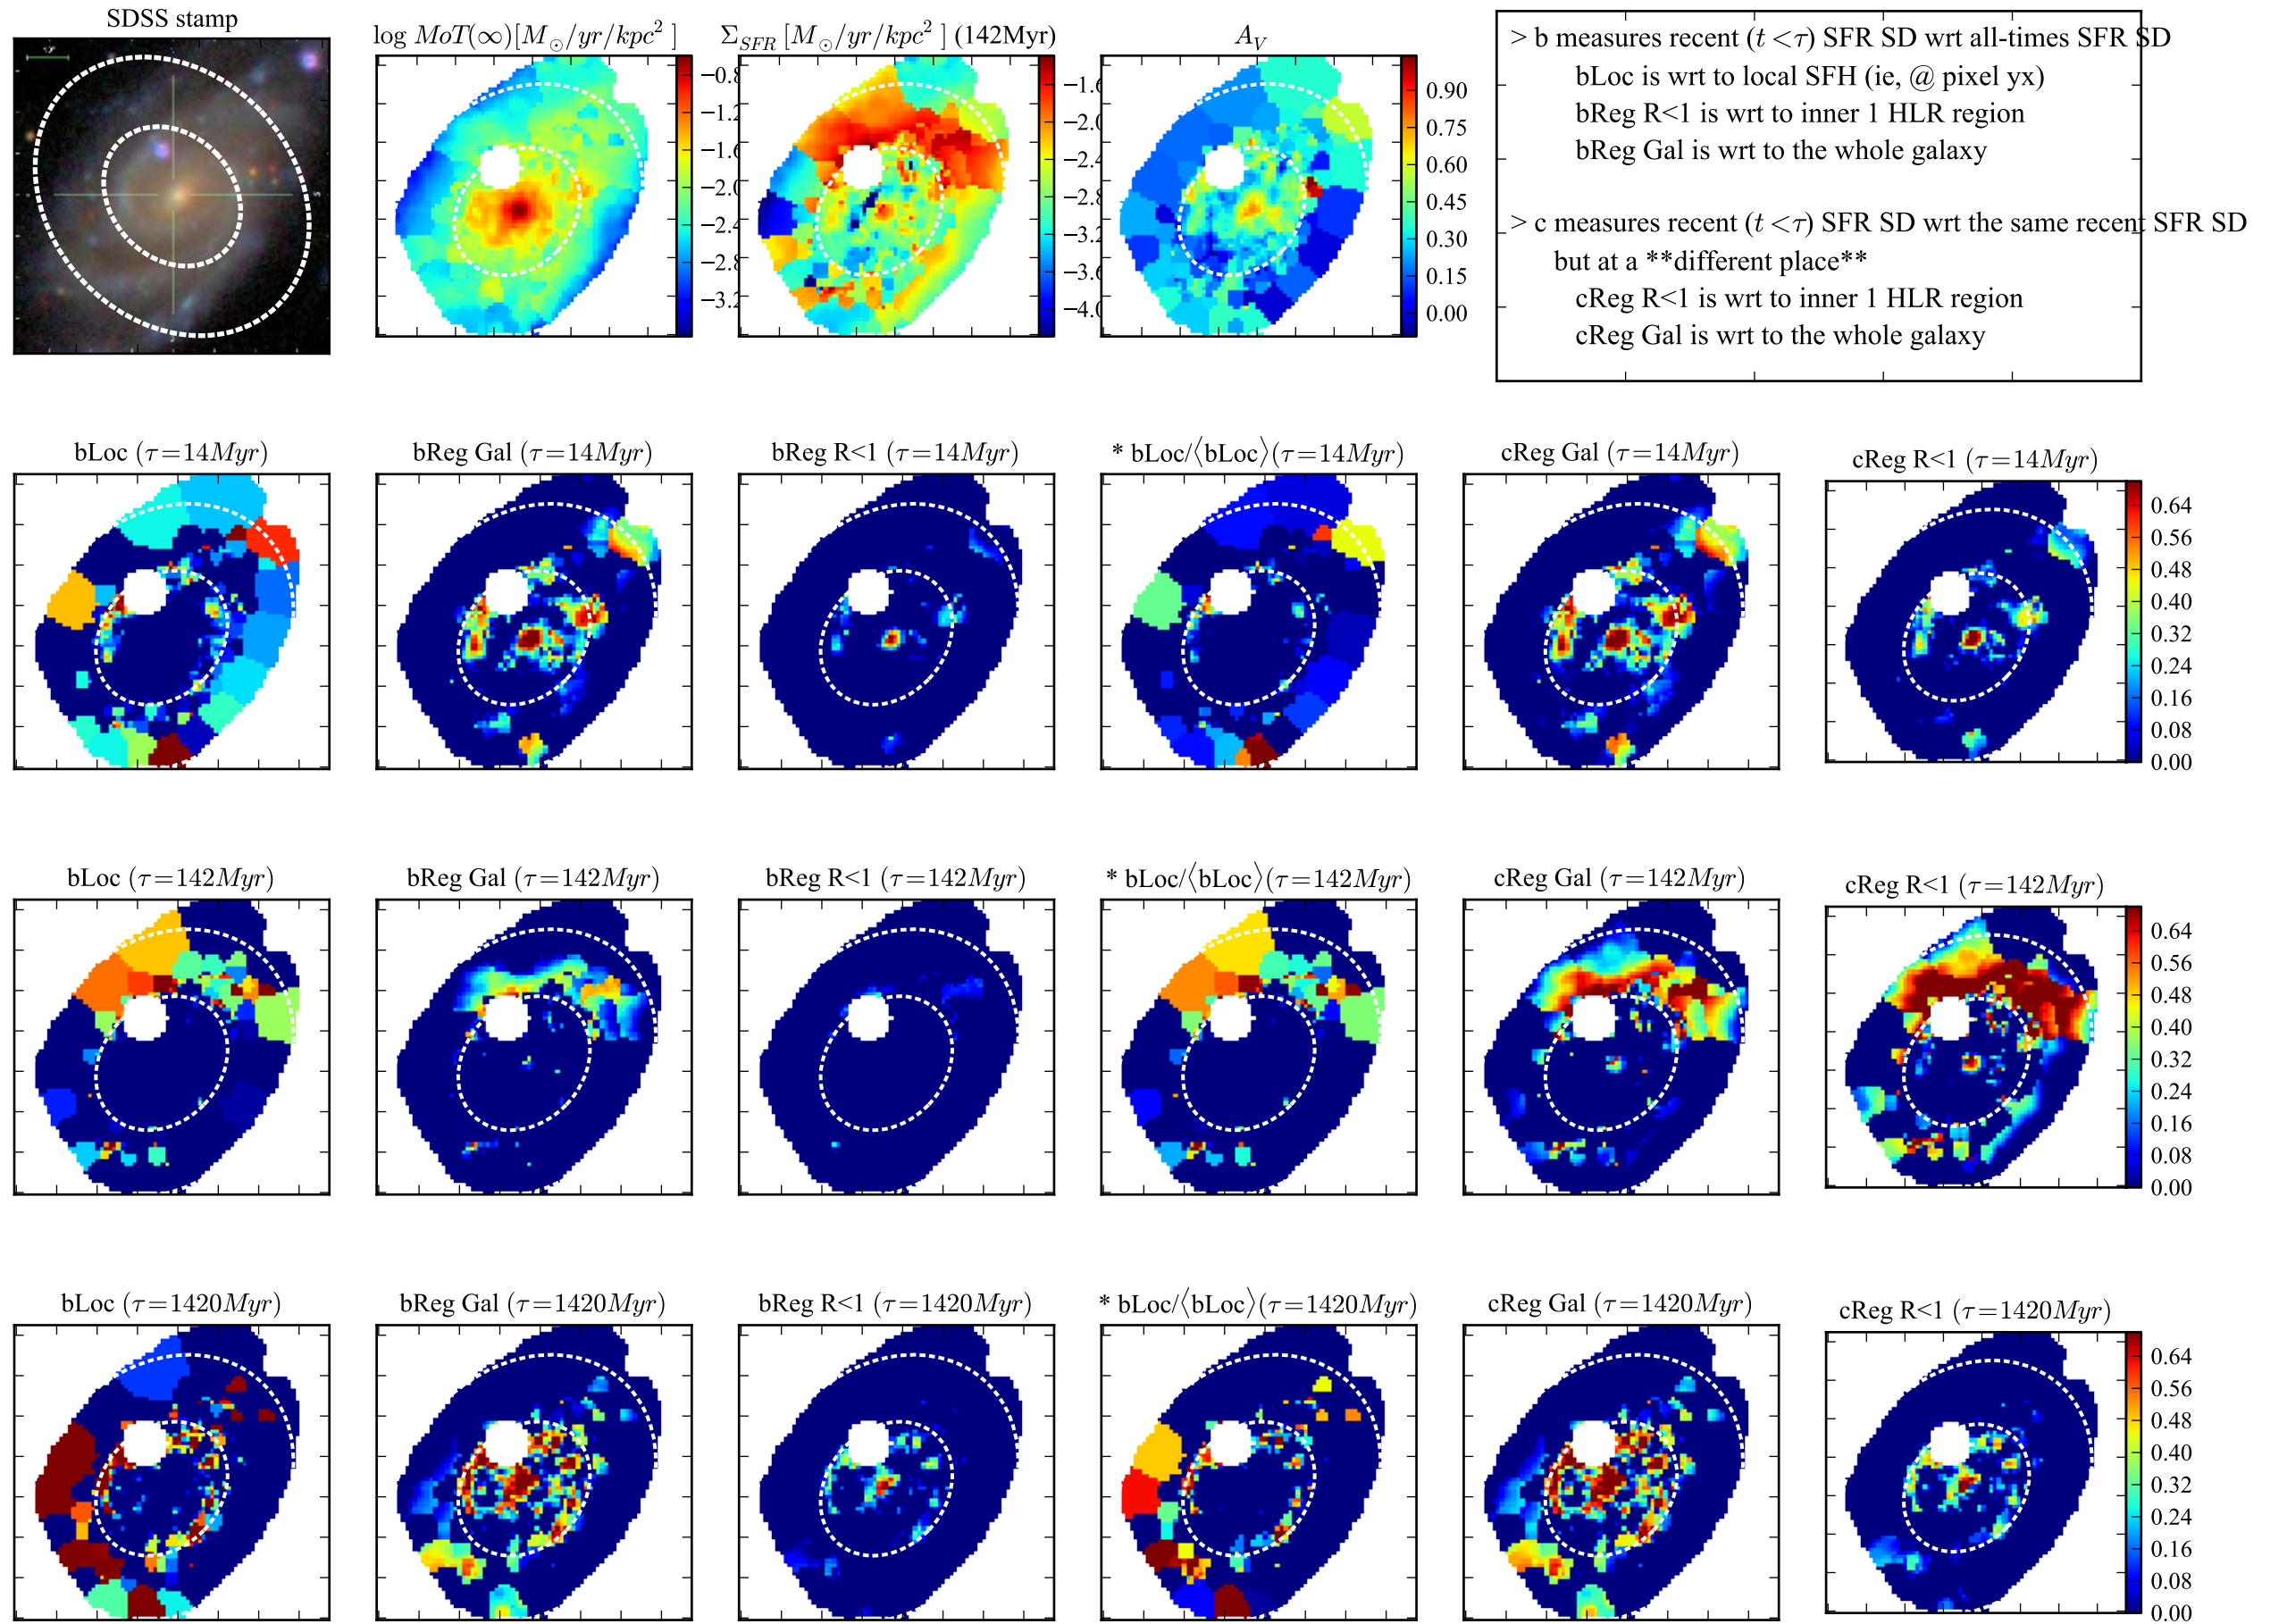 SDSS stamp
log MoT(∞)[M⊙/yr/kpc² ]
Σ_SFR [M⊙/yr/kpc² ] (142Myr)
A_V
10"
−0.8
−1.2
−1.6
−2.0
−2.4
−2.8
−3.2
−1.6
−2.0
−2.4
−2.8
−3.2
−3.6
−4.0
0.90
0.75
0.60
0.45
0.30
0.15
0.00
> b measures recent (t <τ) SFR SD wrt all-times SFR SD
bLoc is wrt to local SFH (ie, @ pixel yx)
bReg R<1 is wrt to inner 1 HLR region
bReg Gal is wrt to the whole galaxy
> c measures recent (t <τ) SFR SD wrt the same recent SFR SD
but at a **different place**
cReg R<1 is wrt to inner 1 HLR region
cReg Gal is wrt to the whole galaxy
bLoc (τ=14Myr)
bReg Gal (τ=14Myr)
bReg R<1 (τ=14Myr)
* bLoc/⟨bLoc⟩(τ=14Myr)
cReg Gal (τ=14Myr)
cReg R<1 (τ=14Myr)
0.64
0.56
0.48
0.40
0.32
0.24
0.16
0.08
0.00
bLoc (τ=142Myr)
bReg Gal (τ=142Myr)
bReg R<1 (τ=142Myr)
* bLoc/⟨bLoc⟩(τ=142Myr)
cReg Gal (τ=142Myr)
cReg R<1 (τ=142Myr)
0.64
0.56
0.48
0.40
0.32
0.24
0.16
0.08
0.00
bLoc (τ=1420Myr)
bReg Gal (τ=1420Myr)
bReg R<1 (τ=1420Myr)
* bLoc/⟨bLoc⟩(τ=1420Myr)
cReg Gal (τ=1420Myr)
cReg R<1 (τ=1420Myr)
0.64
0.56
0.48
0.40
0.32
0.24
0.16
0.08
0.00